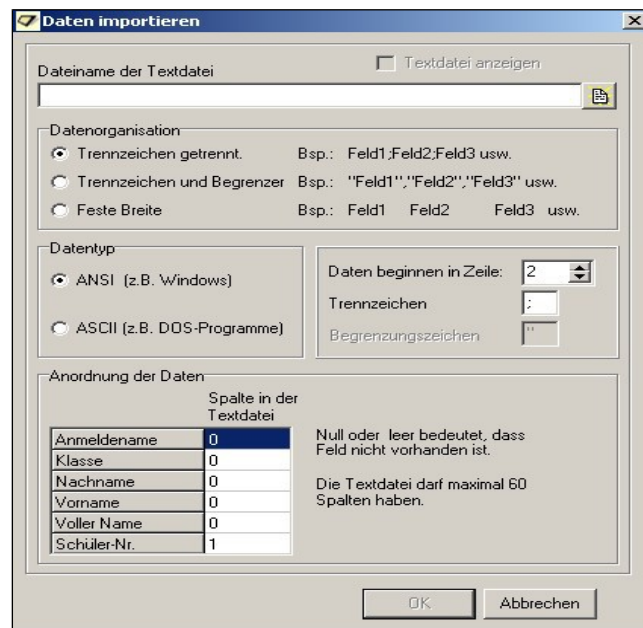 Daten importieren
Textdatei anzeigen
Dateiname der Textdatei
Datenorganisation
Trennzeichen getrennt. Bsp.: Feld1;Feld2;Feld3 usw.
Trennzeichen und Begrenzer Bsp.: "Feld1","Feld2","Feld3" usw.
Feste Breite Bsp.: Feld1 Feld2 Feld3 usw.
Datentyp
ANSI (z.B. Windows)
ASCII (z.B. DOS-Programme)
Daten beginnen in Zeile: 2
Trennzeichen ;
Begrenzungszeichen "
Anordnung der Daten
Spalte in der
Textdatei
Anmeldename 0
Klasse 0
Nachname 0
Vorname 0
Voller Name 0
Schüler-Nr. 1
Null oder leer bedeutet, dass
Feld nicht vorhanden ist.
Die Textdatei darf maximal 60
Spalten haben.
OK Abbrechen